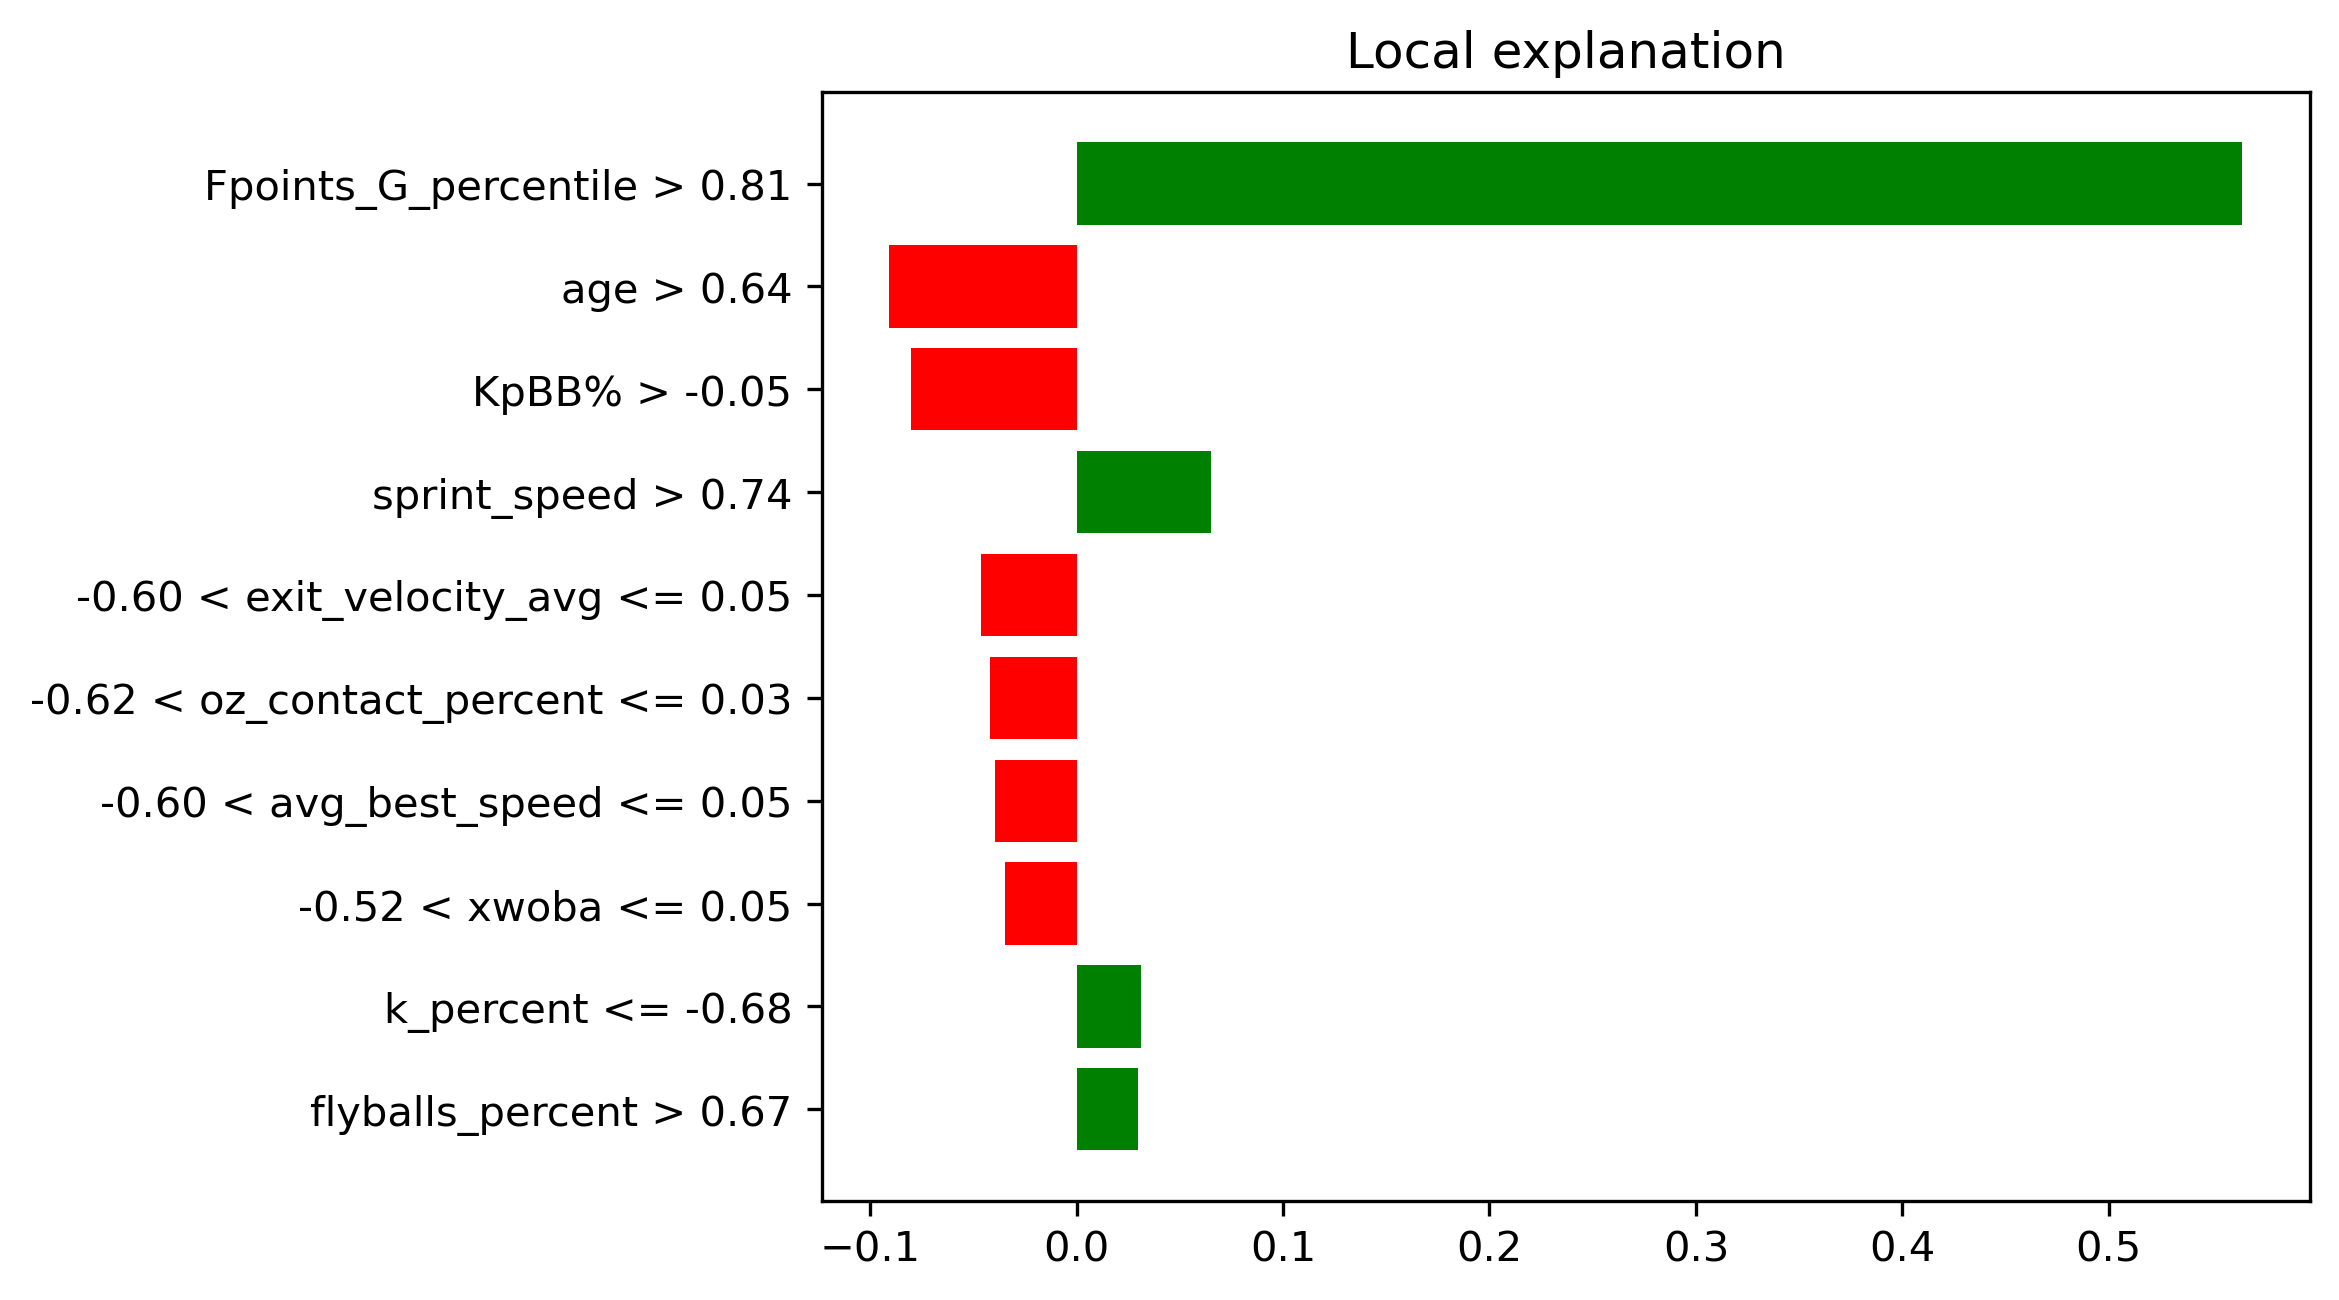 Local explanation
Fpoints_G_percentile > 0.81
age > 0.64
KpBB% > -0.05
sprint_speed > 0.74
-0.60 < exit_velocity_avg <= 0.05
-0.62 < oz_contact_percent <= 0.03
-0.60 < avg_best_speed <= 0.05
-0.52 < xwoba <= 0.05
k_percent <= -0.68
flyballs_percent > 0.67
−0.1 0.0 0.1 0.2 0.3 0.4 0.5